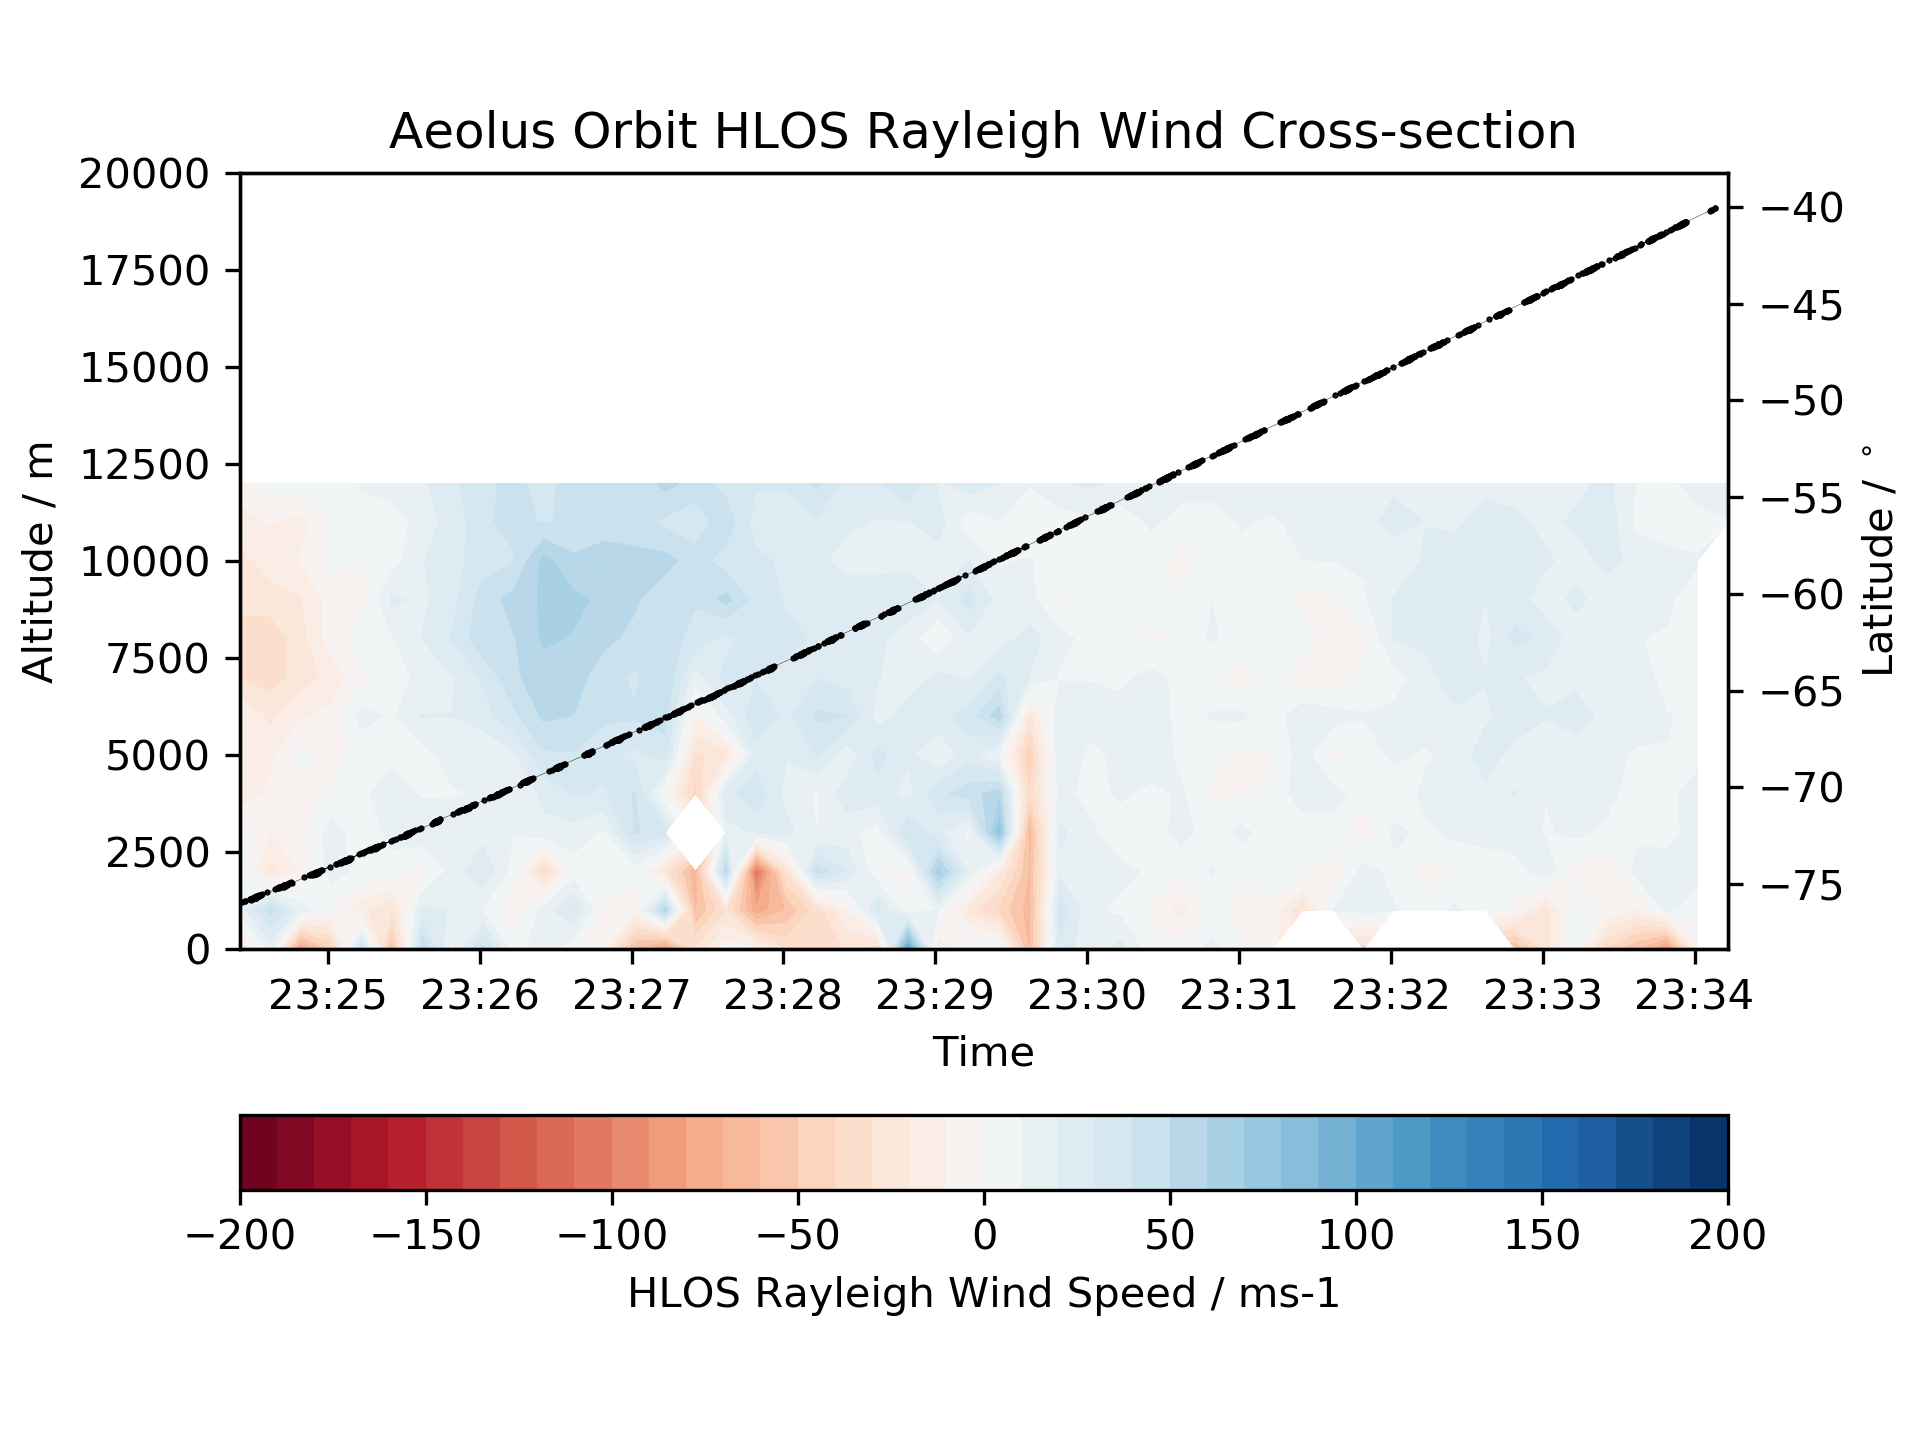 Aeolus Orbit HLOS Rayleigh Wind Cross-section
20000
17500
15000
12500
10000
7500
5000
2500
0
Altitude / m
−40
−45
−50
−55
−60
−65
−70
−75
Latitude / °
23:25 23:26 23:27 23:28 23:29 23:30 23:31 23:32 23:33 23:34
Time
−200 −150 −100 −50 0 50 100 150 200
HLOS Rayleigh Wind Speed / ms-1